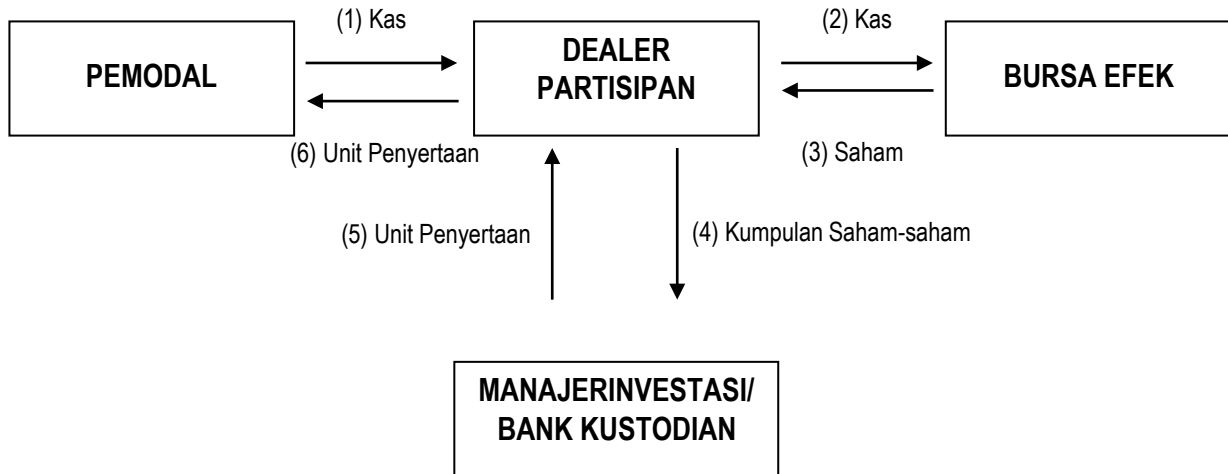 (1) Kas
(2) Kas
PEMODAL
DEALER
PARTISIPAN
BURSA EFEK
(6) Unit Penyertaan
(3) Saham
(5) Unit Penyertaan
(4) Kumpulan Saham-saham
MANAJERINVESTASI/
BANK KUSTODIAN